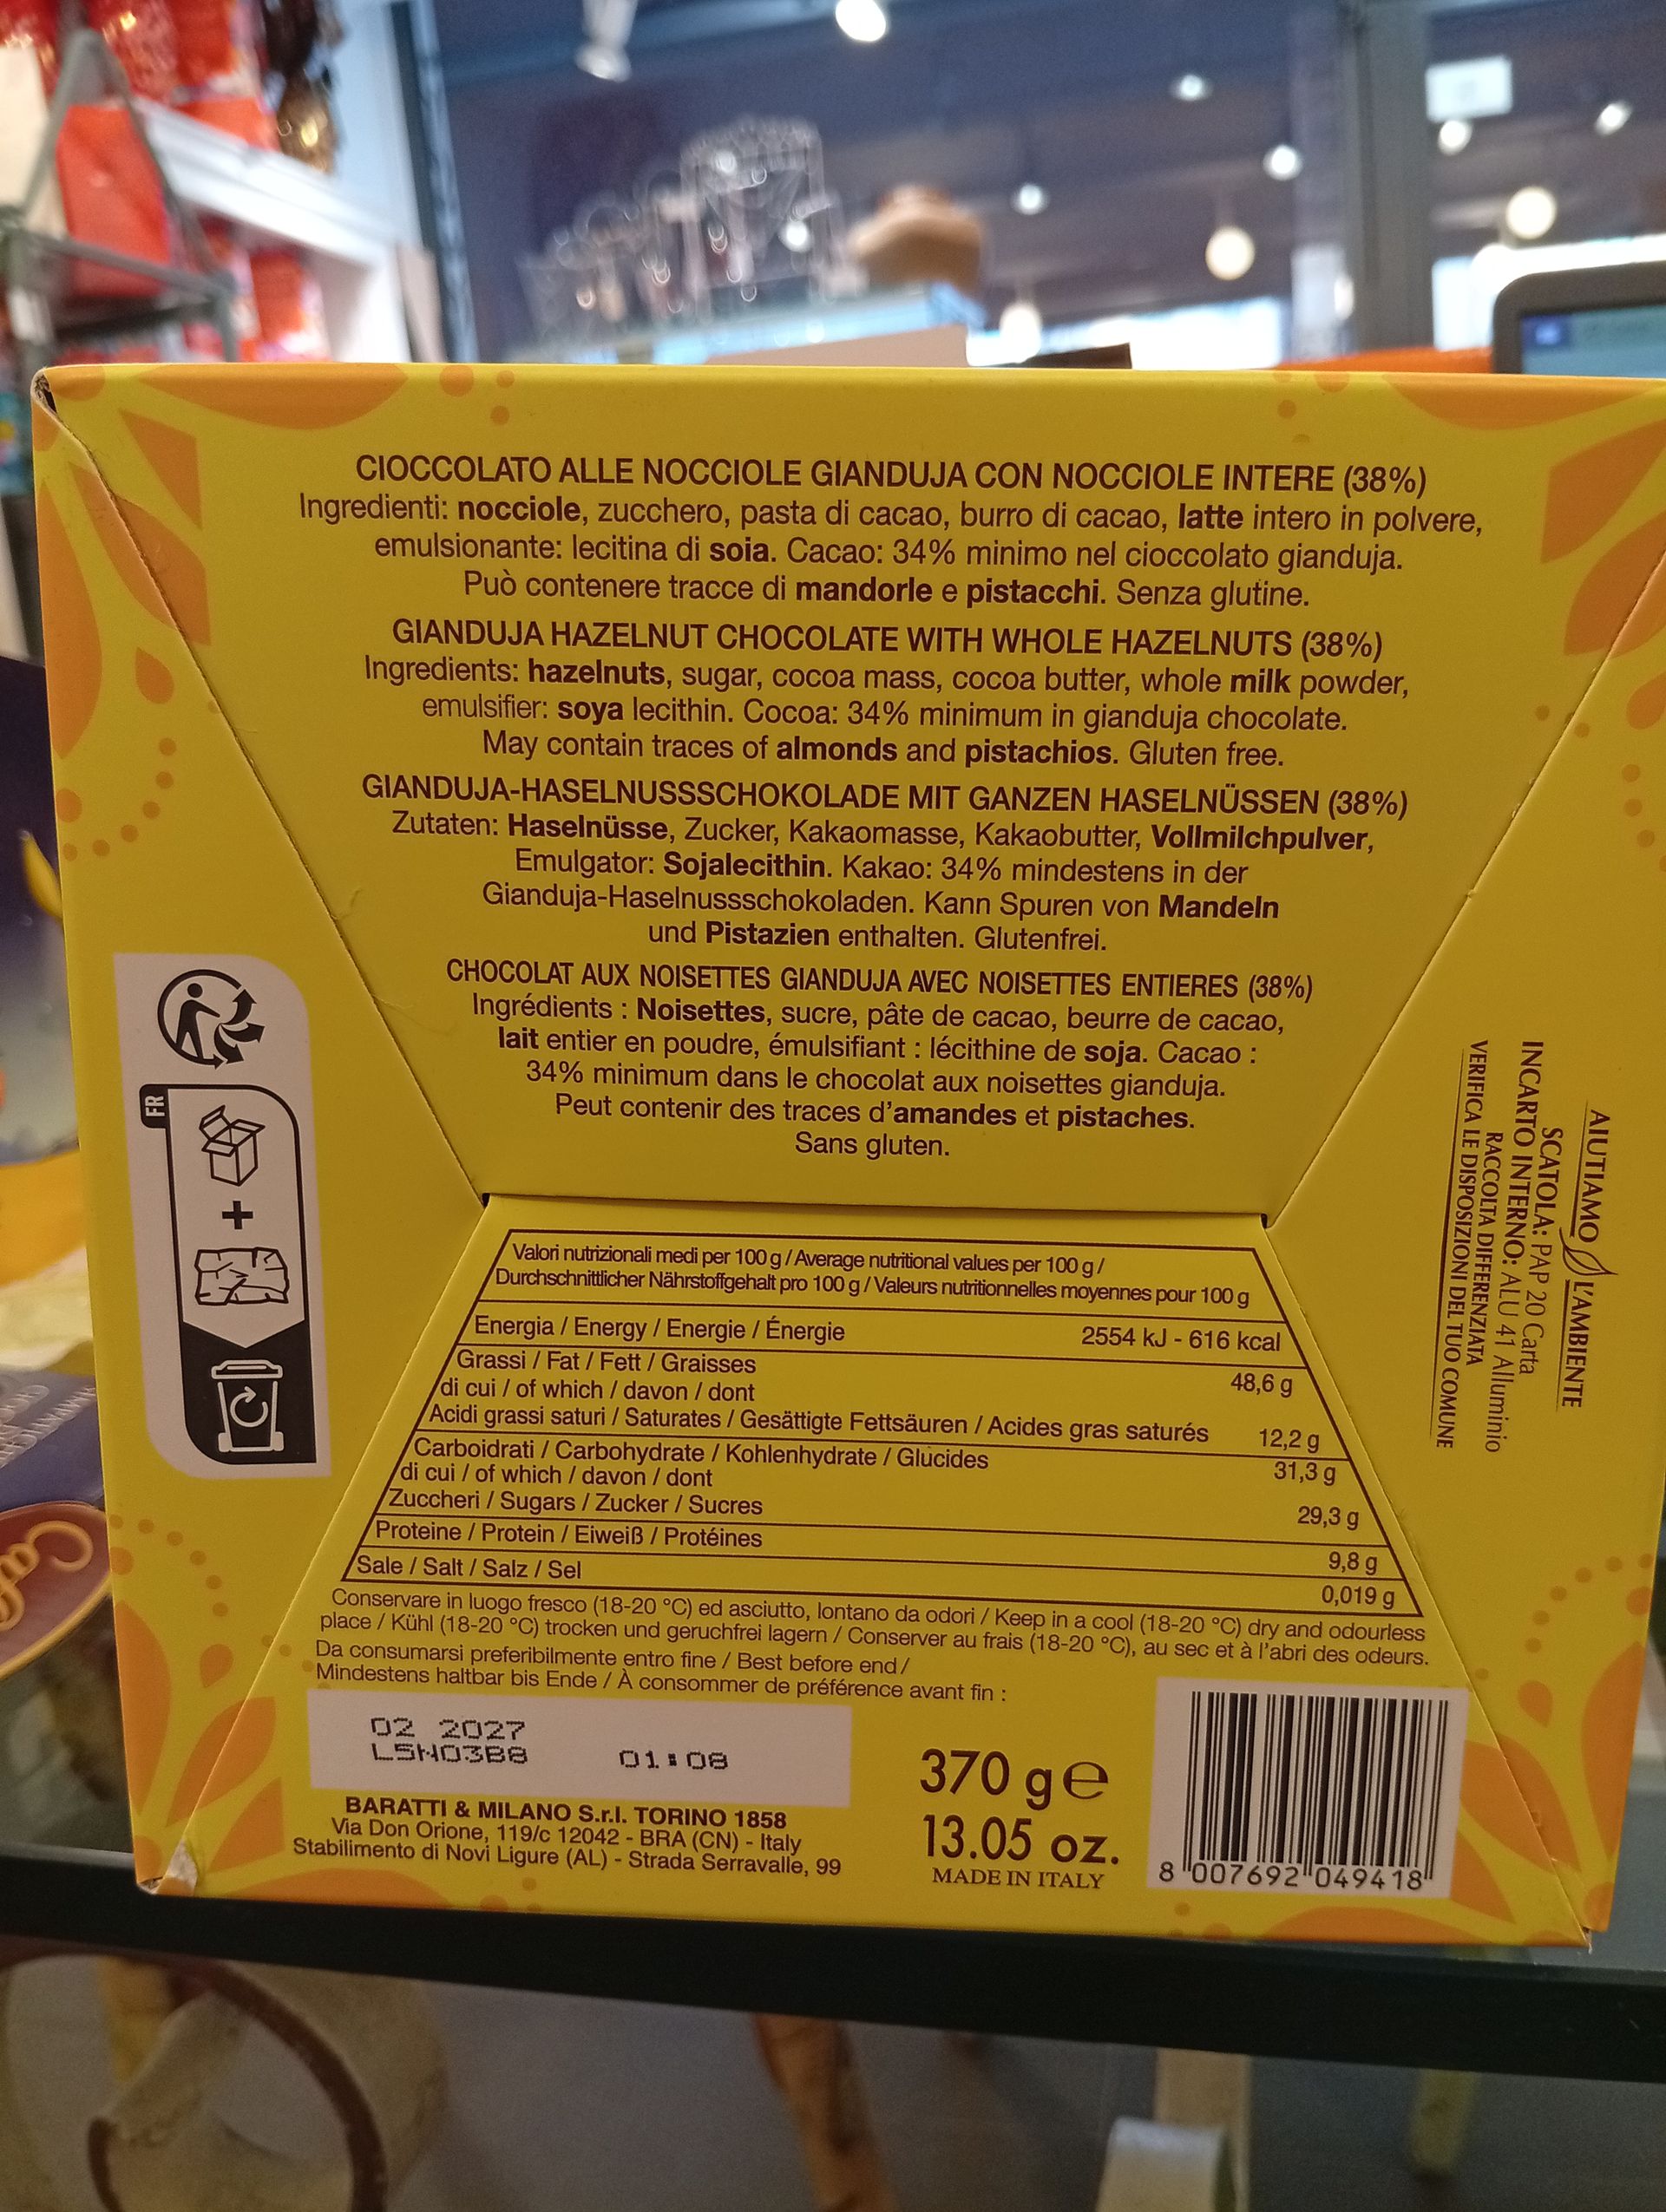 CIOCCOLATO ALLE NOCCIOLE GIANDUJA CON NOCCIOLE INTERE (38%)
Ingredienti: nocciole, zucchero, pasta di cacao, burro di cacao, latte intero in polvere,
emulsionante: lecitina di soia. Cacao: 34% minimo nel cioccolato gianduja.
Può contenere tracce di mandorle e pistacchi. Senza glutine.
GIANDUJA HAZELNUT CHOCOLATE WITH WHOLE HAZELNUTS (38%)
Ingredients: hazelnuts, sugar, cocoa mass, cocoa butter, whole milk powder,
emulsifier: soya lecithin. Cocoa: 34% minimum in gianduja chocolate.
May contain traces of almonds and pistachios. Gluten free.
GIANDUJA-HASELNUSSSCHOKOLADE MIT GANZEN HASELNÜSSEN (38%)
Zutaten: Haselnüsse, Zucker, Kakaomasse, Kakaobutter, Vollmilchpulver,
Emulgator: Sojalecithin. Kakao: 34% mindestens in der
Gianduja-Haselnussschokoladen. Kann Spuren von Mandeln
und Pistazien enthalten. Glutenfrei.
CHOCOLAT AUX NOISETTES GIANDUJA AVEC NOISETTES ENTIERES (38%)
Ingrédients : Noisettes, sucre, pâte de cacao, beurre de cacao,
lait entier en poudre, émulsifiant : lécithine de soja. Cacao :
34% minimum dans le chocolat aux noisettes gianduja.
Peut contenir des traces d'amandes et pistaches.
Sans gluten.
FR
+
AIUTIAMO L'AMBIENTE
SCATOLA: PAP 20 Carta
INCARTO INTERNO: ALU 41 Alluminio
RACCOLTA DIFFERENZIATA
VERIFICA LE DISPOSIZIONI DEL TUO COMUNE
Valori nutrizionali medi per 100 g / Average nutritional values per 100 g /
Durchschnittlicher Nährstoffgehalt pro 100 g / Valeurs nutritionnelles moyennes pour 100 g
Energia / Energy / Energie / Énergie 2554 kJ - 616 kcal
Grassi / Fat / Fett / Graisses 48,6 g
di cui / of which / davon / dont
Acidi grassi saturi / Saturates / Gesättigte Fettsäuren / Acides gras saturés 12,2 g
Carboidrati / Carbohydrate / Kohlenhydrate / Glucides 31,3 g
di cui / of which / davon / dont
Zuccheri / Sugars / Zucker / Sucres 29,3 g
Proteine / Protein / Eiweiß / Protéines 9,8 g
Sale / Salt / Salz / Sel 0,019 g
Conservare in luogo fresco (18-20 °C) ed asciutto, lontano da odori / Keep in a cool (18-20 °C) dry and odourless
place / Kühl (18-20 °C) trocken und geruchfrei lagern / Conserver au frais (18-20 °C), au sec et à l'abri des odeurs.
Da consumarsi preferibilmente entro fine / Best before end /
Mindestens haltbar bis Ende / À consommer de préférence avant fin :
02 2027
L5N03B8 01:08
BARATTI & MILANO S.r.l. TORINO 1858
Via Don Orione, 119/c 12042 - BRA (CN) - Italy
Stabilimento di Novi Ligure (AL) - Strada Serravalle, 99
370 g e
13.05 oz.
MADE IN ITALY
8 007692 049418